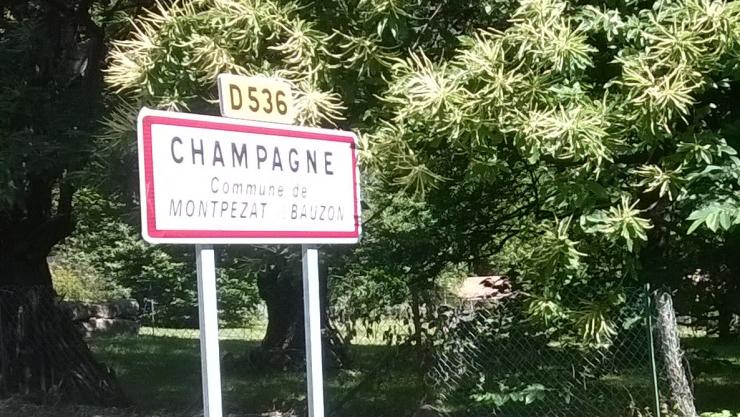 D536
CHAMPAGNE
Commune de
MONTPEZAT BAUZON